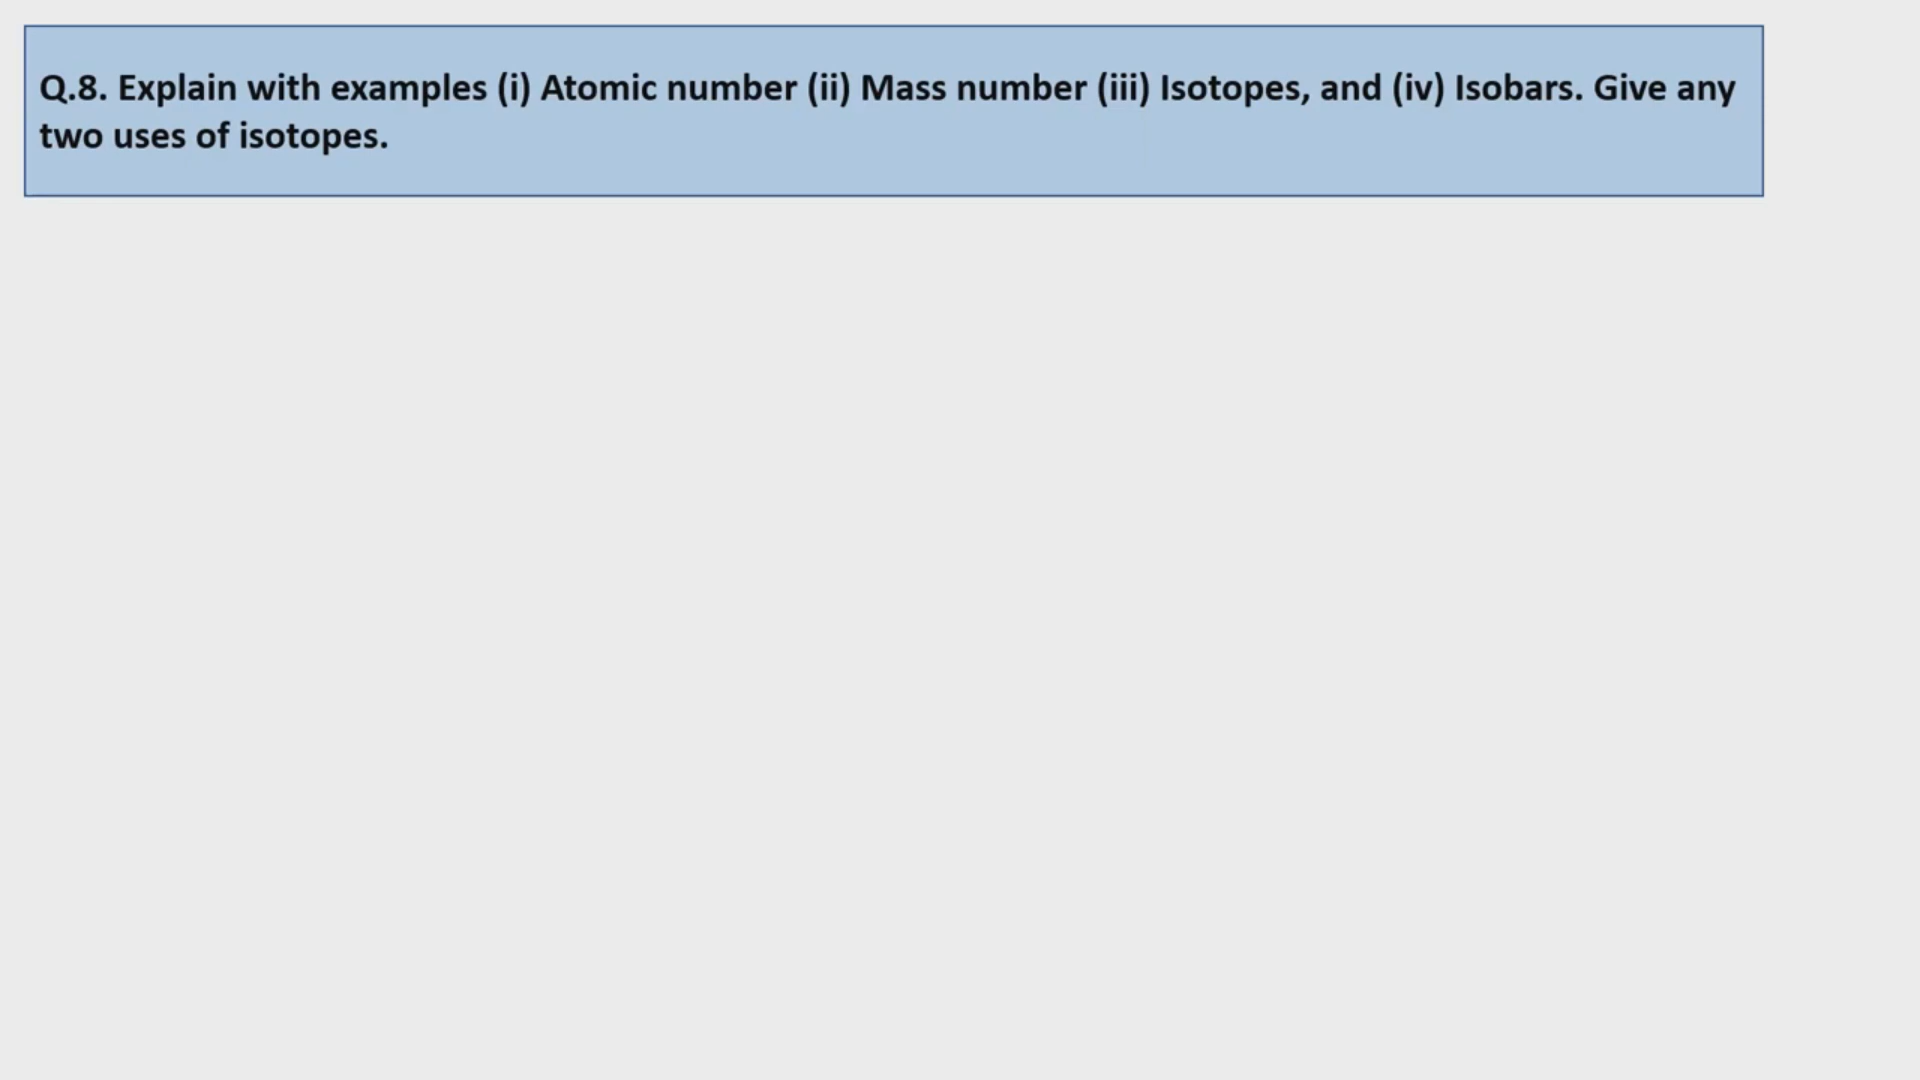 Q.8. Explain with examples (i) Atomic number (ii) Mass number (iii) Isotopes, and (iv) Isobars. Give any
two uses of isotopes.